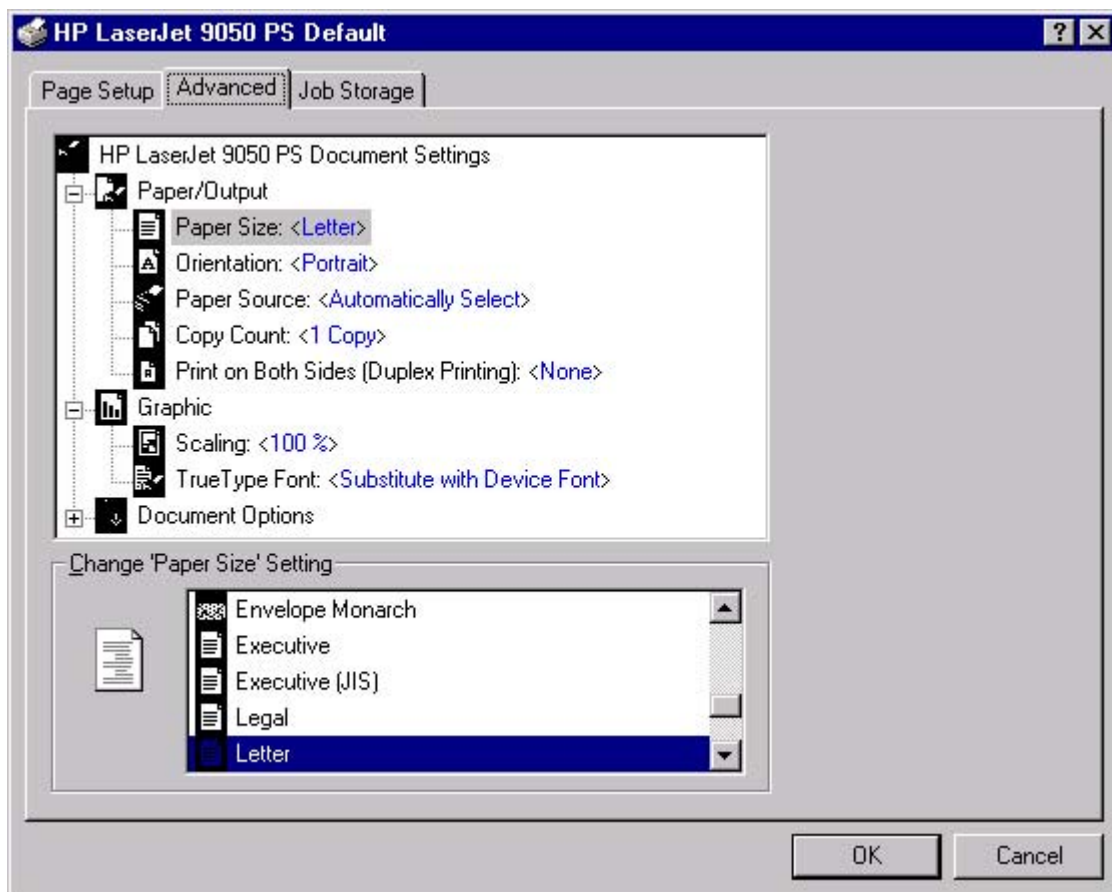 HP LaserJet 9050 PS Default
Page Setup Advanced Job Storage
HP LaserJet 9050 PS Document Settings
Paper/Output
Paper Size: <Letter>
Orientation: <Portrait>
Paper Source: <Automatically Select>
Copy Count: <1 Copy>
Print on Both Sides (Duplex Printing): <None>
Graphic
Scaling: <100 %>
TrueType Font: <Substitute with Device Font>
Document Options
Change 'Paper Size' Setting
Envelope Monarch
Executive
Executive (JIS)
Legal
Letter
OK Cancel